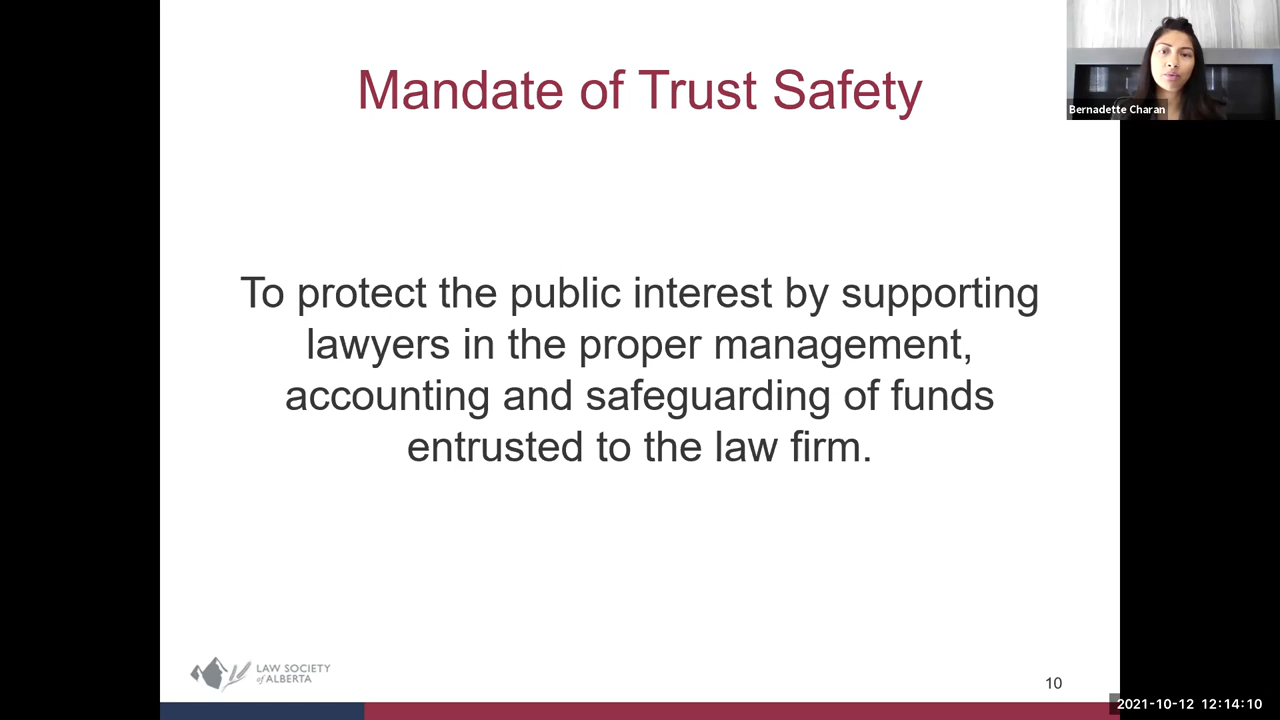 Mandate of Trust Safety
Bernadette Charan
To protect the public interest by supporting
lawyers in the proper management,
accounting and safeguarding of funds
entrusted to the law firm.
LAW SOCIETY
of ALBERTA
10
2021-10-12 12:14:10